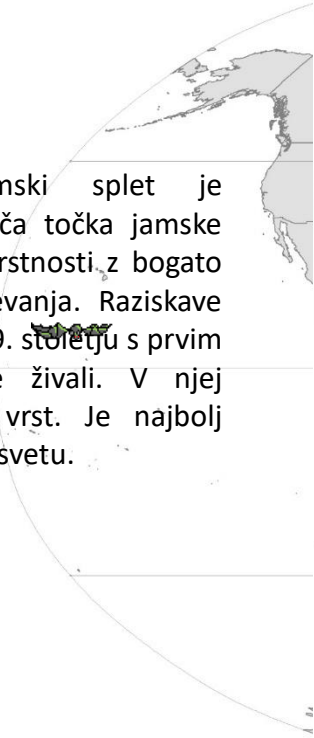 mski splet je
ča točka jamske
rstnosti z bogato
evanja. Raziskave
9. stoletju s prvim
e živali. V njej
vrst. Je najbolj
svetu.